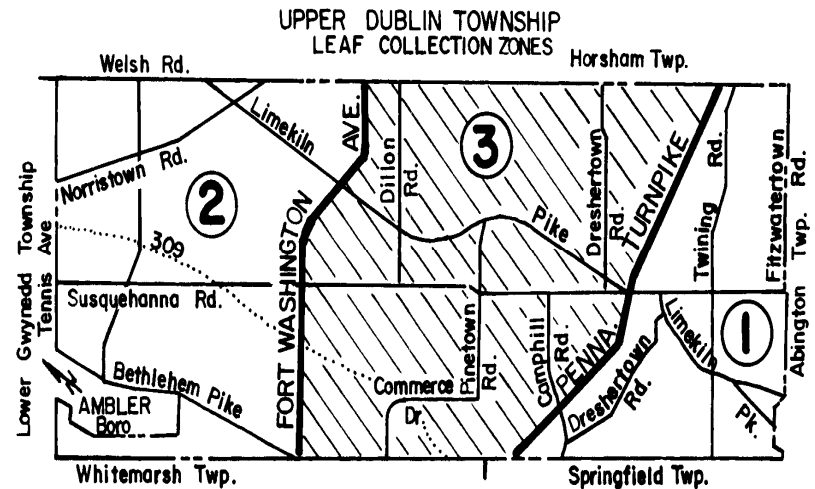 UPPER DUBLIN TOWNSHIP
LEAF COLLECTION ZONES
Welsh Rd.
Horsham Twp.
Limekiln
Pike
FORT WASHINGTON AVE.
Dillon Rd.
3
Dreshertown Rd.
PENNA. TURNPIKE
Twining Rd.
Fitzwatertown Rd.
Abington Twp.
Norristown Rd.
2
309
Lower Gwynedd Township
Tennis Ave
Susquehanna Rd.
Bethlehem Pike
AMBLER
Boro
Commerce
Dr.
Pinetown Rd.
Camphill Rd.
Dreshertown Rd.
Limekiln
Pk.
1
Whitemarsh Twp.
Springfield Twp.